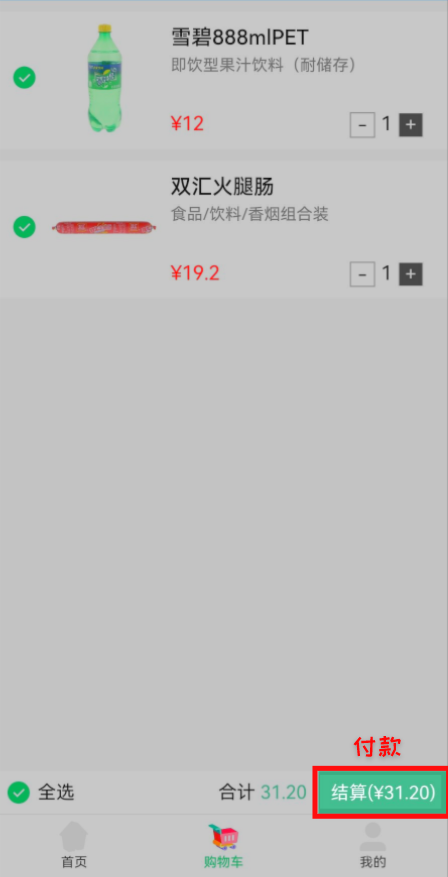 雪碧888mlPET
即饮型果汁饮料（耐储存）
¥12
- 1 +
双汇火腿肠
食品/饮料/香烟组合装
¥19.2
- 1 +
付款
全选 合计 31.20 结算(¥31.20)
首页 购物车 我的